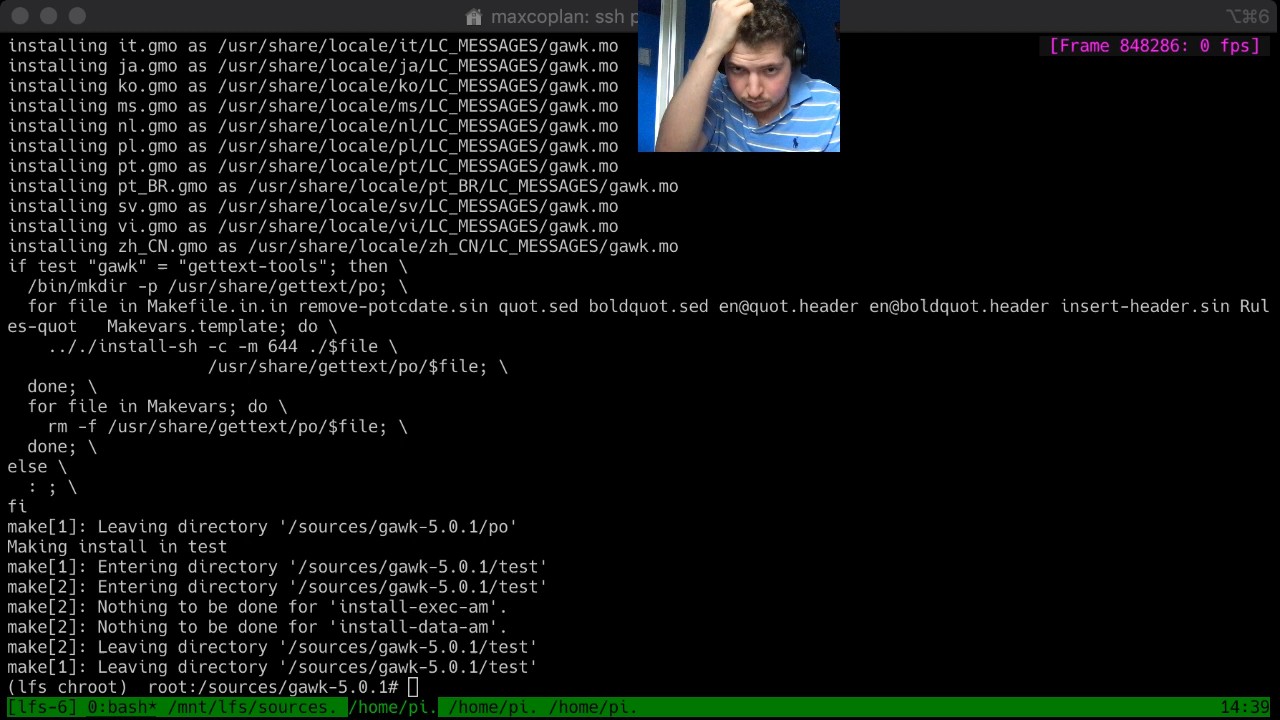 maxcoplan: ssh p
⌥⌘6
installing it.gmo as /usr/share/locale/it/LC_MESSAGES/gawk.mo
[Frame 848286: 0 fps]
installing ja.gmo as /usr/share/locale/ja/LC_MESSAGES/gawk.mo
installing ko.gmo as /usr/share/locale/ko/LC_MESSAGES/gawk.mo
installing ms.gmo as /usr/share/locale/ms/LC_MESSAGES/gawk.mo
installing nl.gmo as /usr/share/locale/nl/LC_MESSAGES/gawk.mo
installing pl.gmo as /usr/share/locale/pl/LC_MESSAGES/gawk.mo
installing pt.gmo as /usr/share/locale/pt/LC_MESSAGES/gawk.mo
installing pt_BR.gmo as /usr/share/locale/pt_BR/LC_MESSAGES/gawk.mo
installing sv.gmo as /usr/share/locale/sv/LC_MESSAGES/gawk.mo
installing vi.gmo as /usr/share/locale/vi/LC_MESSAGES/gawk.mo
installing zh_CN.gmo as /usr/share/locale/zh_CN/LC_MESSAGES/gawk.mo
if test "gawk" = "gettext-tools"; then \
  /bin/mkdir -p /usr/share/gettext/po; \
  for file in Makefile.in.in remove-potcdate.sin quot.sed boldquot.sed en@quot.header en@boldquot.header insert-header.sin Rul
es-quot   Makevars.template; do \
    .././install-sh -c -m 644 ./$file \
                    /usr/share/gettext/po/$file; \
  done; \
  for file in Makevars; do \
    rm -f /usr/share/gettext/po/$file; \
  done; \
else \
  : ; \
fi
make[1]: Leaving directory '/sources/gawk-5.0.1/po'
Making install in test
make[1]: Entering directory '/sources/gawk-5.0.1/test'
make[2]: Entering directory '/sources/gawk-5.0.1/test'
make[2]: Nothing to be done for 'install-exec-am'.
make[2]: Nothing to be done for 'install-data-am'.
make[2]: Leaving directory '/sources/gawk-5.0.1/test'
make[1]: Leaving directory '/sources/gawk-5.0.1/test'
(lfs chroot)  root:/sources/gawk-5.0.1#
[lfs-6] 0:bash* /mnt/lfs/sources. /home/pi. /home/pi. /home/pi. 14:39